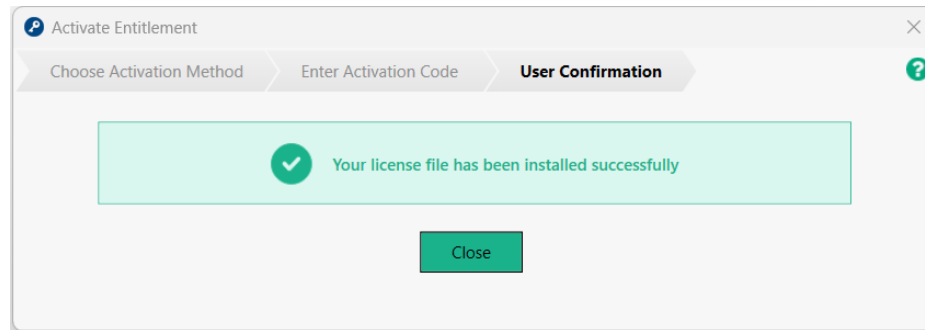 Activate Entitlement
Choose Activation Method
Enter Activation Code
User Confirmation
?
Your license file has been installed successfully
Close